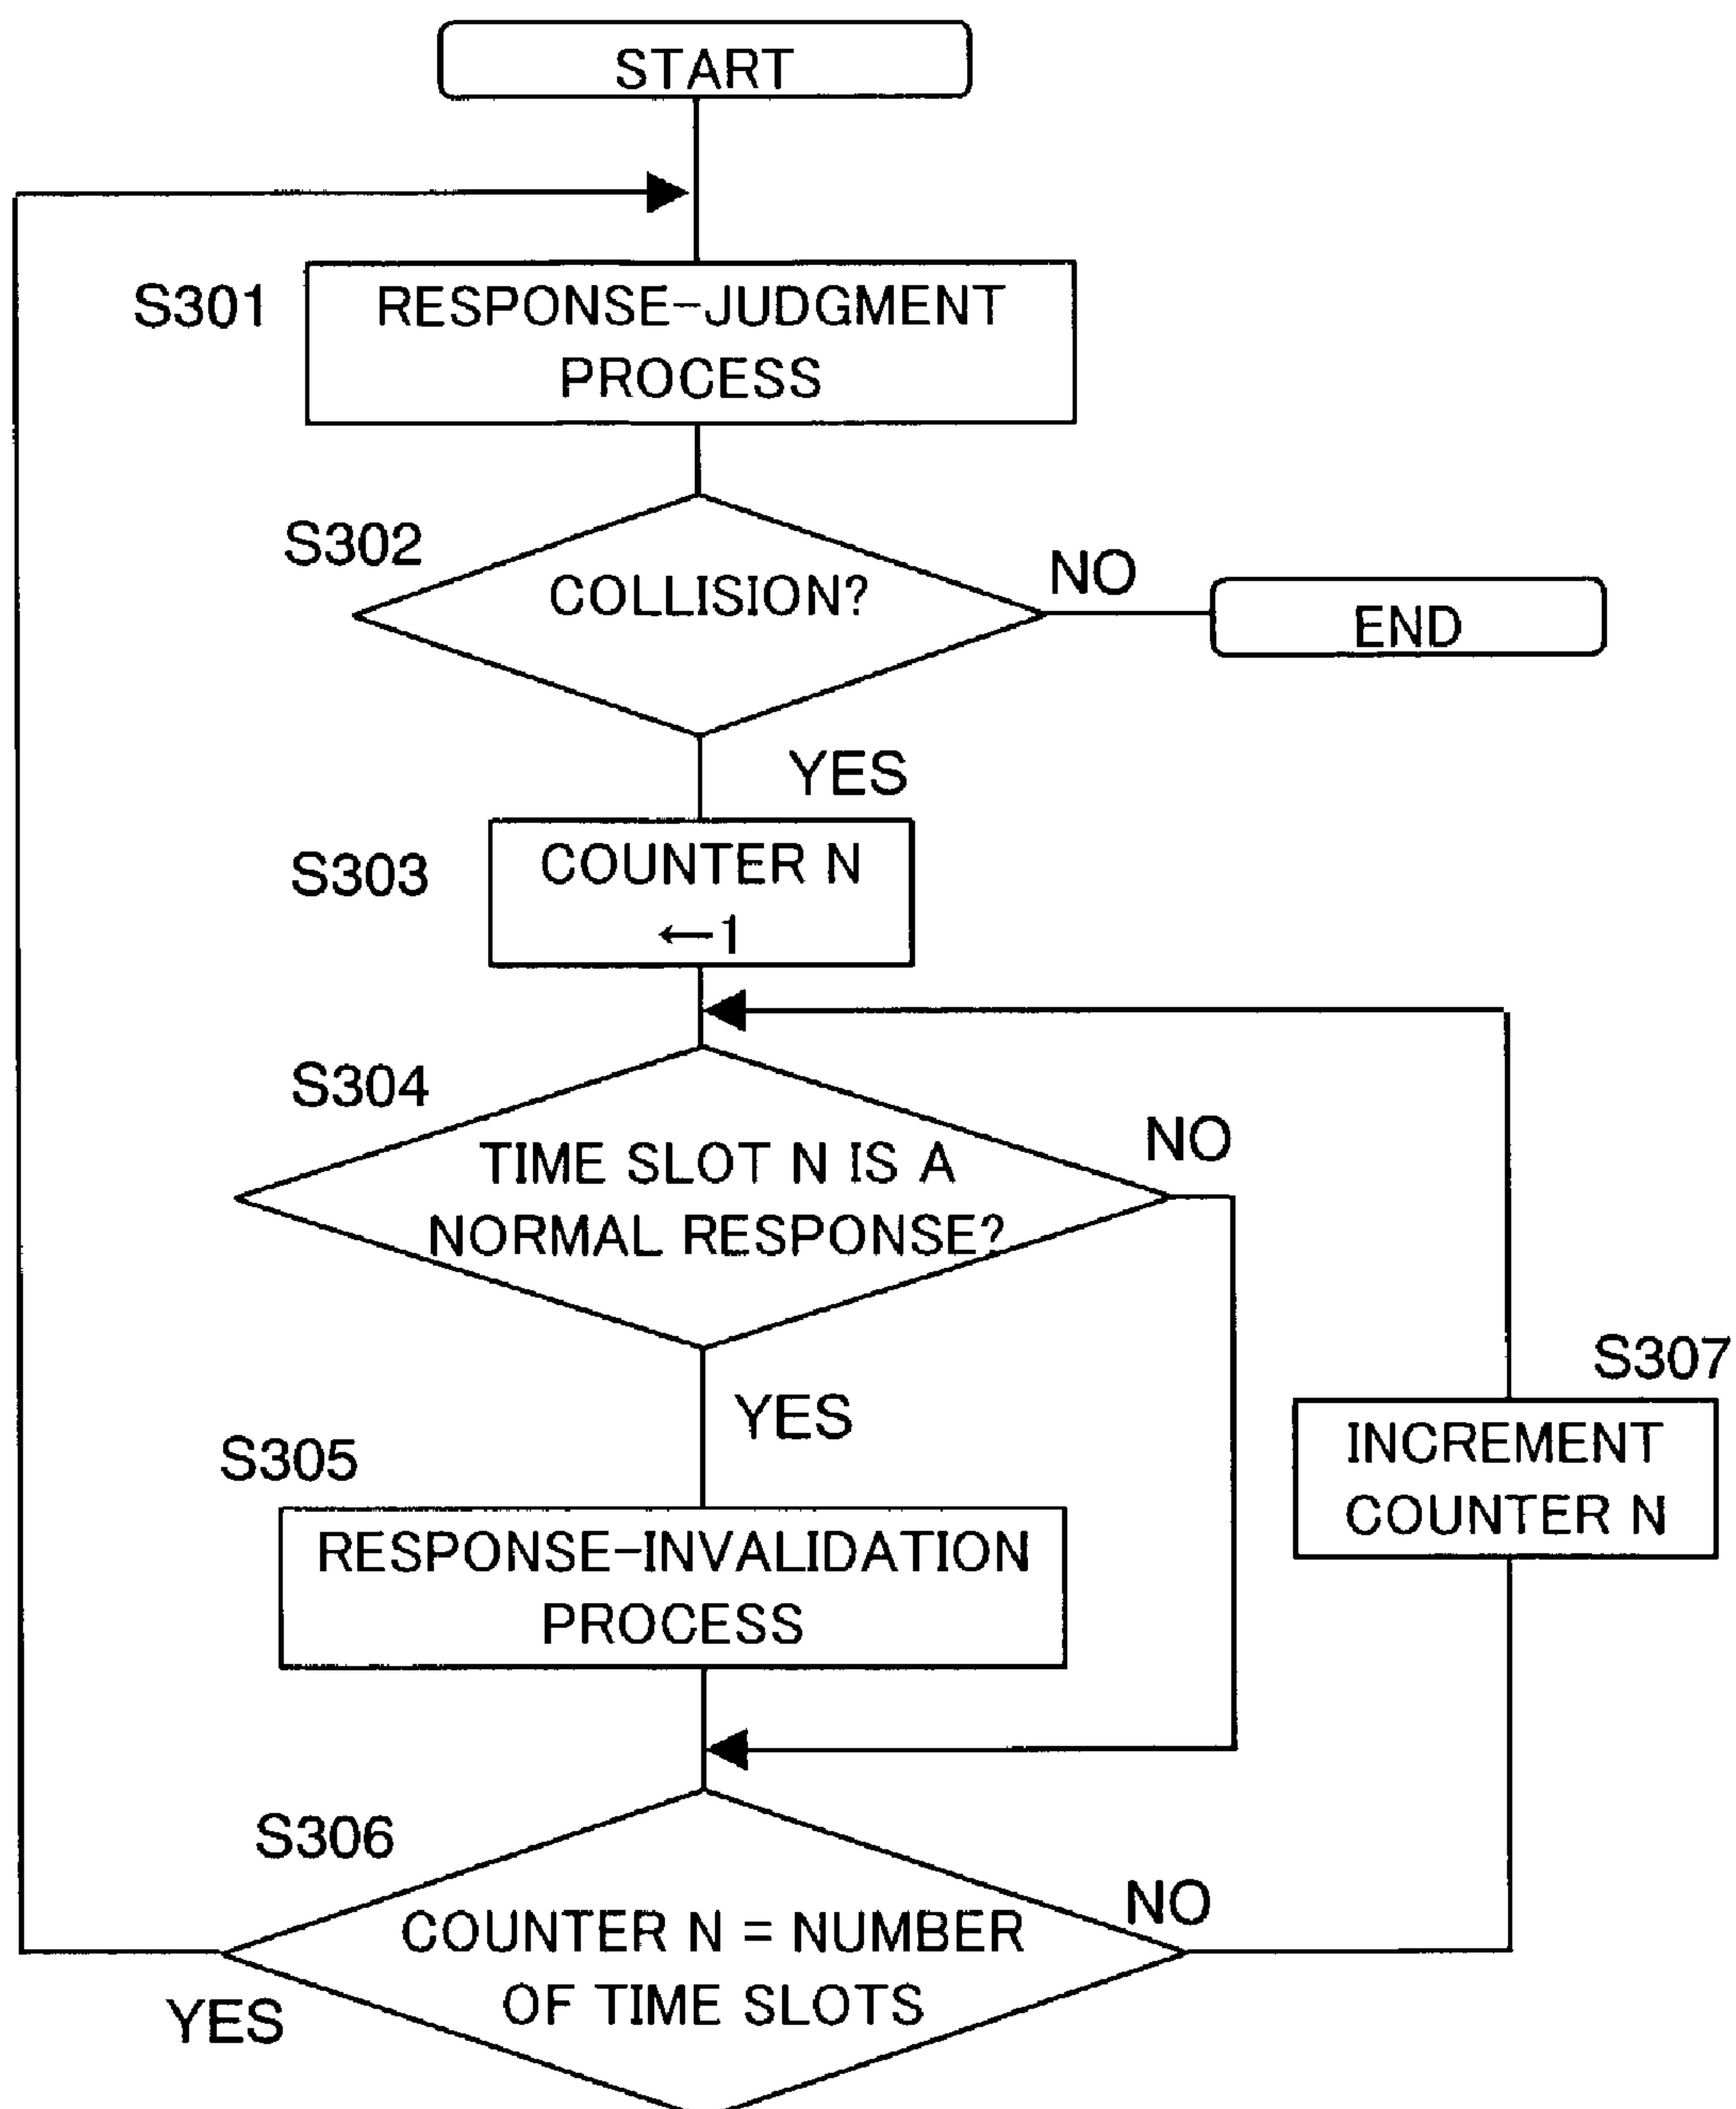 START
S301
RESPONSE-JUDGMENT
PROCESS
S302
COLLISION?
NO
END
YES
S303
COUNTER N
←1
S304
TIME SLOT N IS A
NORMAL RESPONSE?
NO
YES
S305
RESPONSE-INVALIDATION
PROCESS
S307
INCREMENT
COUNTER N
S306
COUNTER N = NUMBER
OF TIME SLOTS
NO
YES